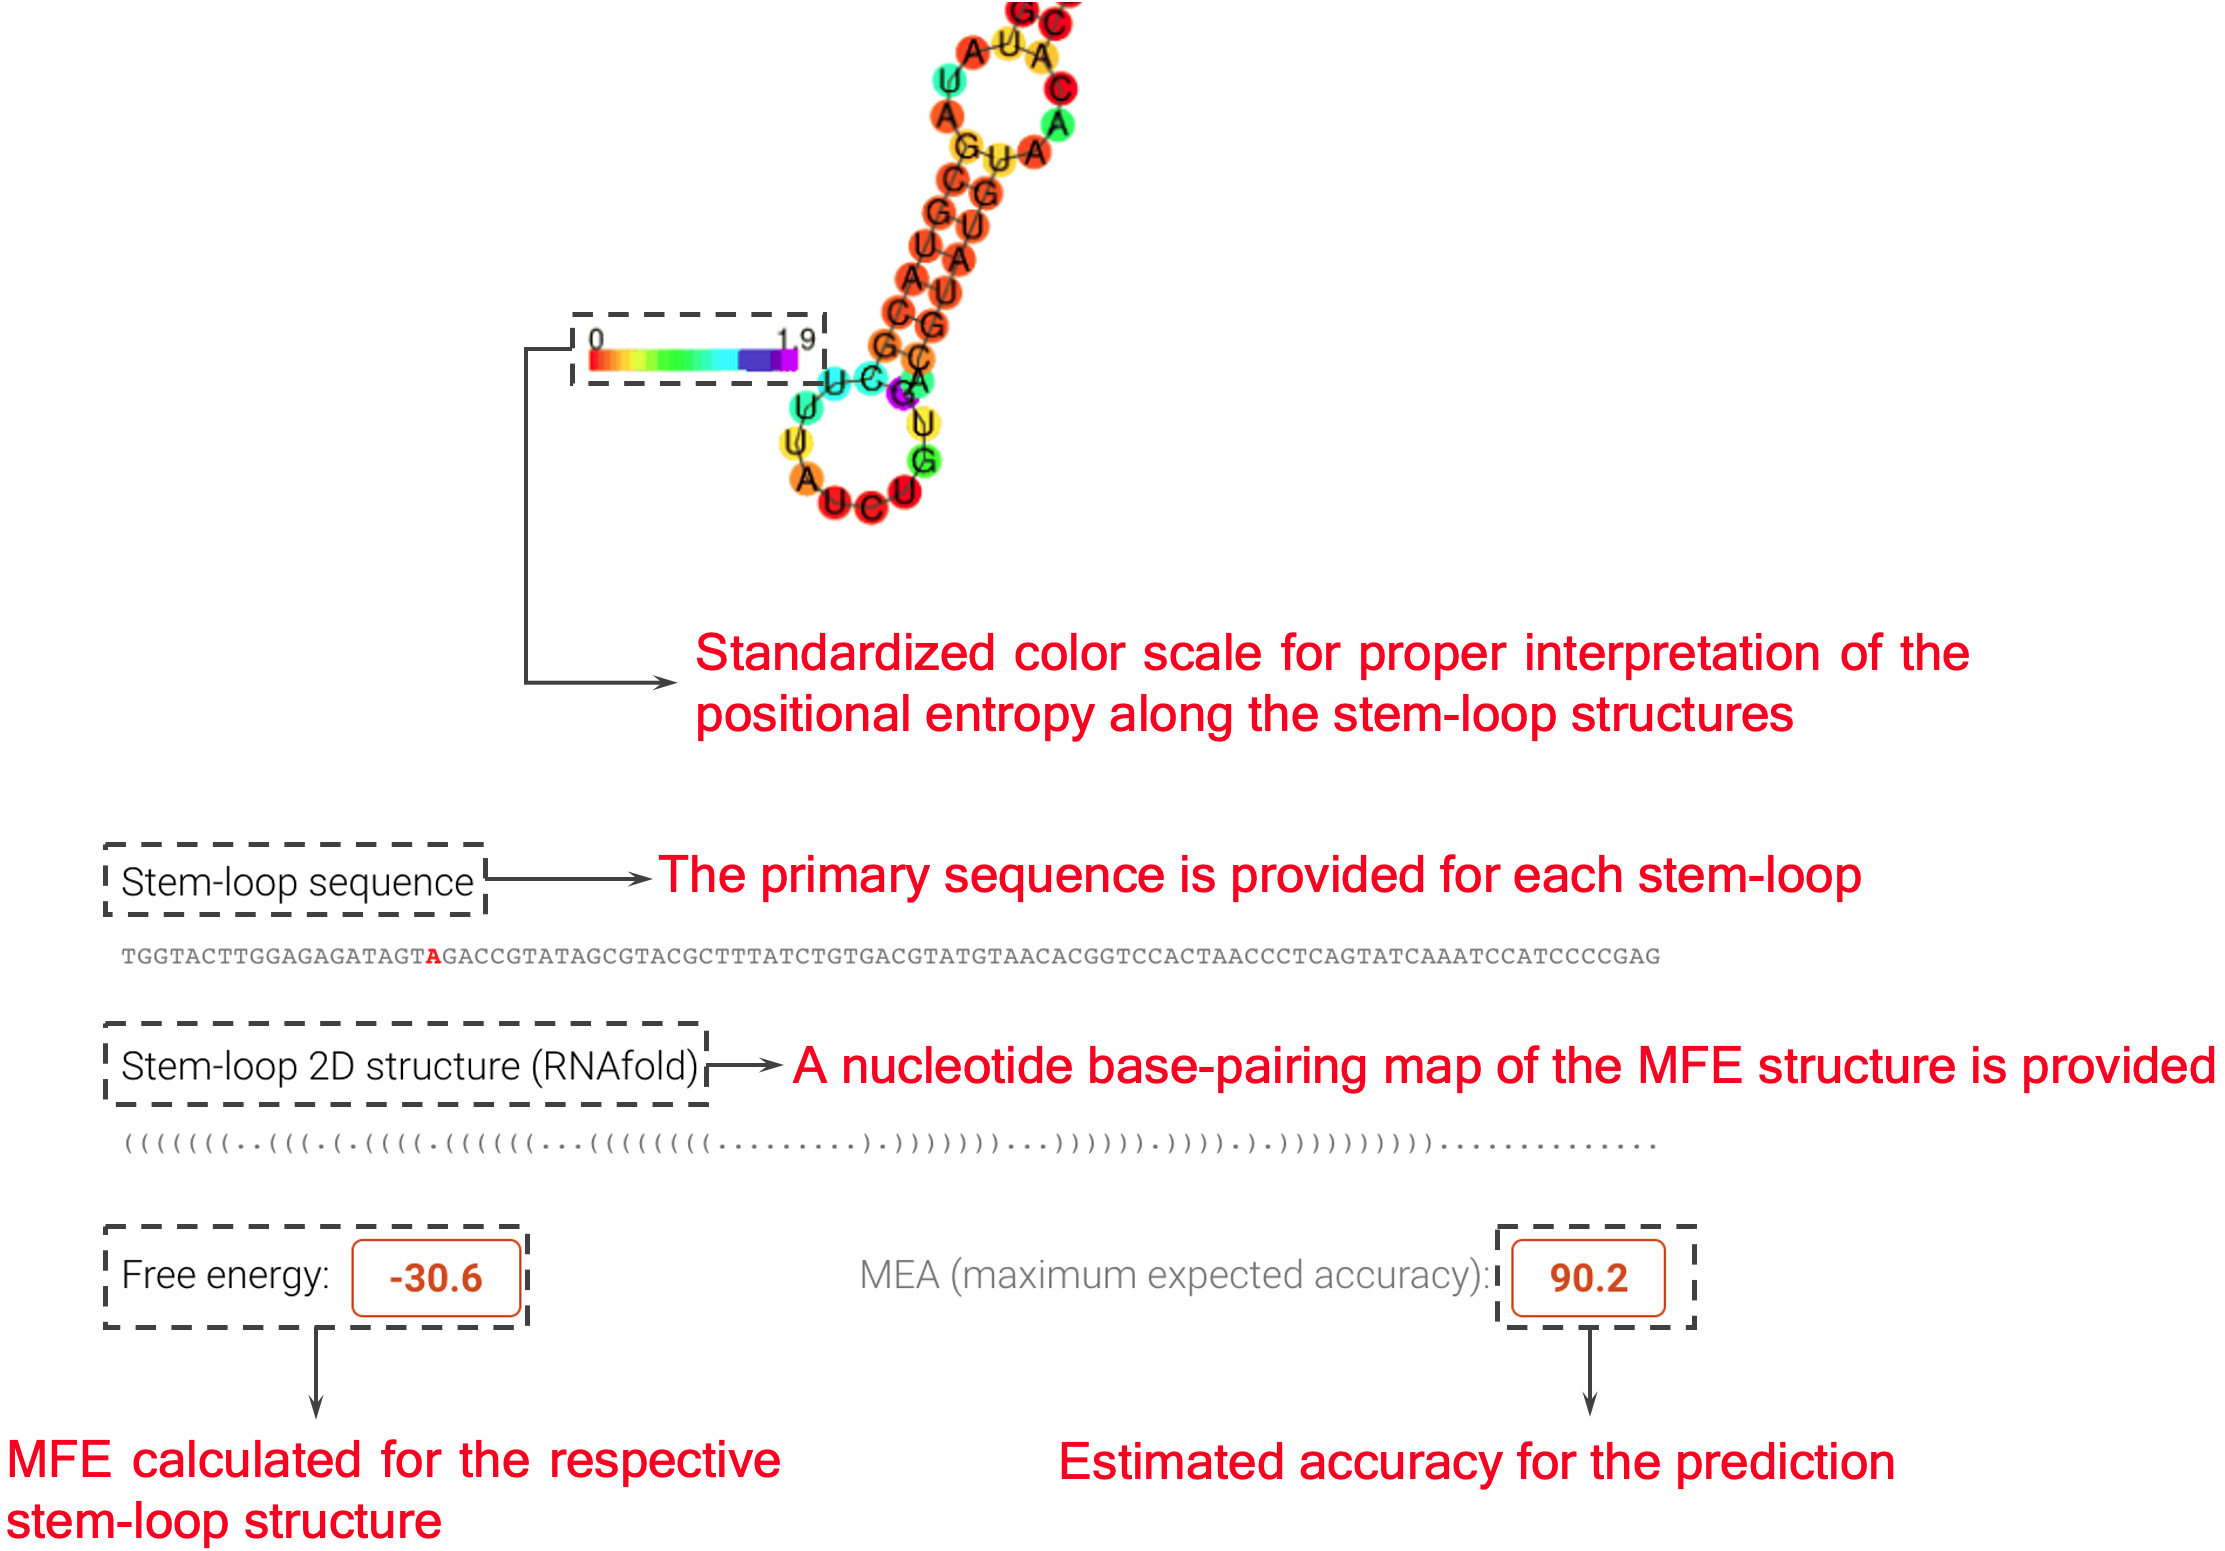 G C
A U A
U C
A A
G U A
C G
G U
U A
A U
C G
G C
U C G A
U U
U G
A U
U C
0 1.9
Standardized color scale for proper interpretation of the
positional entropy along the stem-loop structures
Stem-loop sequence
The primary sequence is provided for each stem-loop
TGGTACTTGGAGAGATAGTAGACCGTATAGCGTACGCTTTATCTGTGACGTATGTAACACGGTCCACTAACCCTCAGTATCAAATCCATCCCCGAG
Stem-loop 2D structure (RNAfold)
A nucleotide base-pairing map of the MFE structure is provided
(((((((..(((.(.((((.((((((...((((((((.........).)))))))...)))))).)))).).))))))))))..............
Free energy: -30.6
MEA (maximum expected accuracy): 90.2
MFE calculated for the respective
stem-loop structure
Estimated accuracy for the prediction